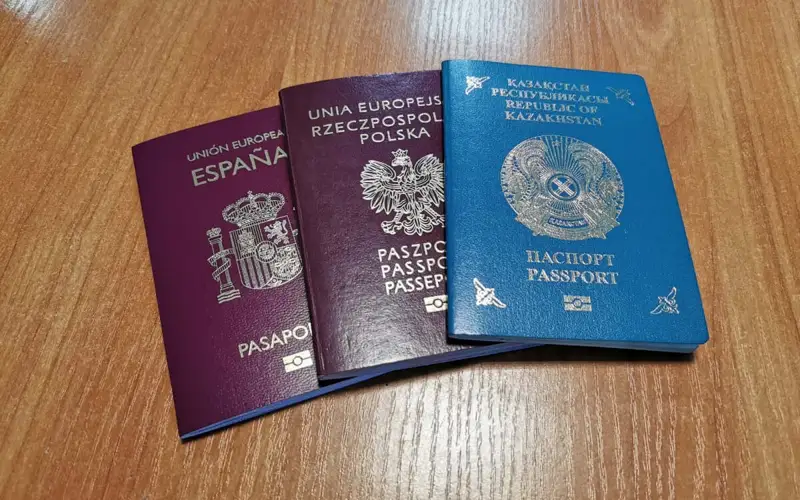 UNIÓN EUROPEA
ESPAÑA
PASAPO
UNIA EUROPEJS
RZECZPOSPOL
POLSKA
PASZPO
PASSPO
PASSEP
ҚАЗАҚСТАН
РЕСПУБЛИКАСЫ
REPUBLIC OF
KAZAKHSTAN
ПАСПОРТ
PASSPORT